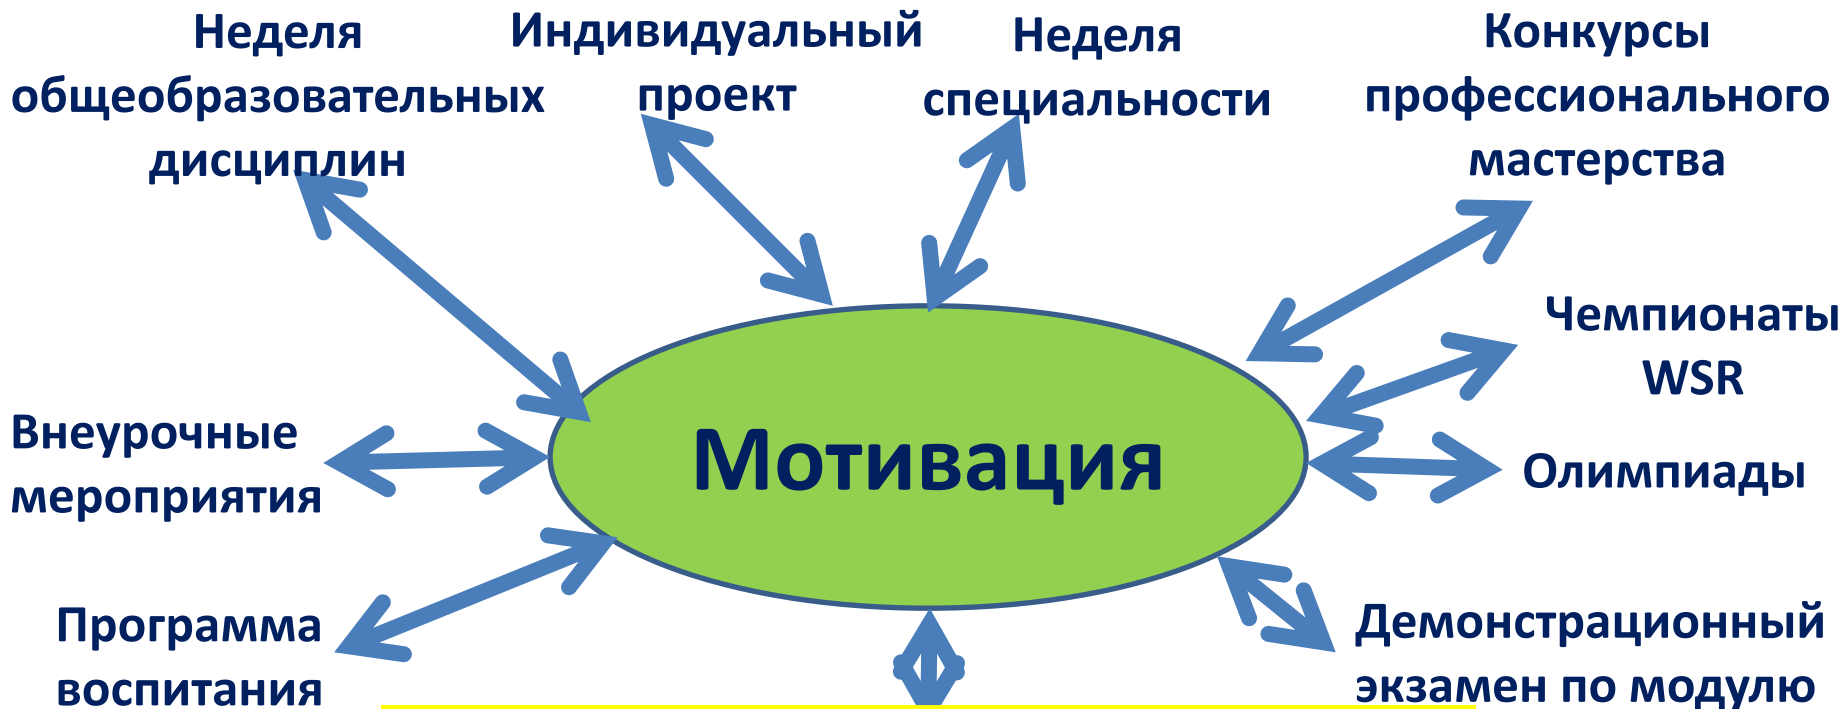 Неделя
общеобразовательных
дисциплин
Индивидуальный
проект
Неделя
специальности
Конкурсы
профессионального
мастерства
Чемпионаты
WSR
Внеурочные
мероприятия
Мотивация
Олимпиады
Программа
воспитания
Демонстрационный
экзамен по модулю